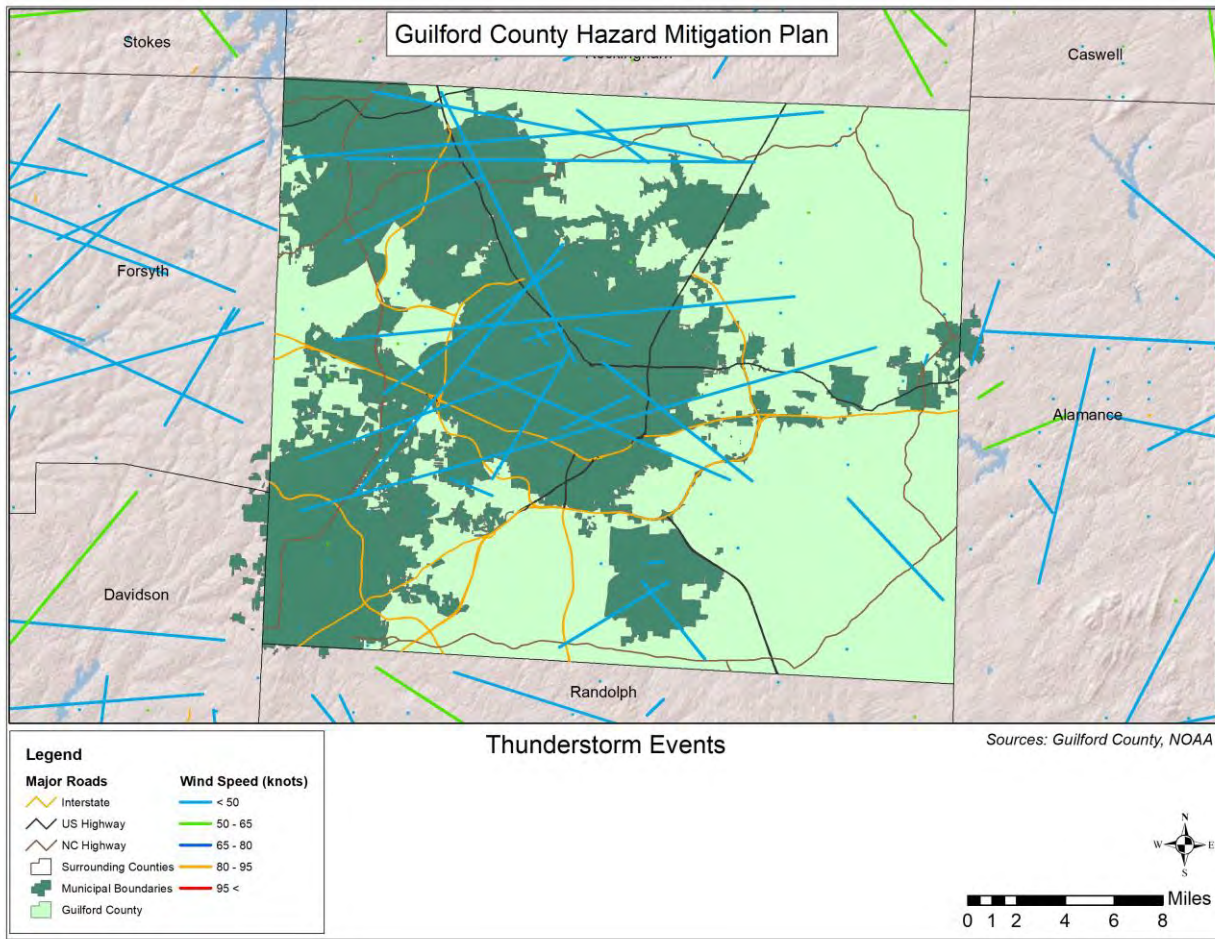 Guilford County Hazard Mitigation Plan
Stokes
Caswell
Forsyth
Alamance
Davidson
Randolph
Thunderstorm Events
Sources: Guilford County, NOAA
Legend
Major Roads
Interstate
US Highway
NC Highway
Surrounding Counties
Municipal Boundaries
Guilford County
Wind Speed (knots)
< 50
50 - 65
65 - 80
80 - 95
95 <
N
W E
S
Miles
0 1 2 4 6 8